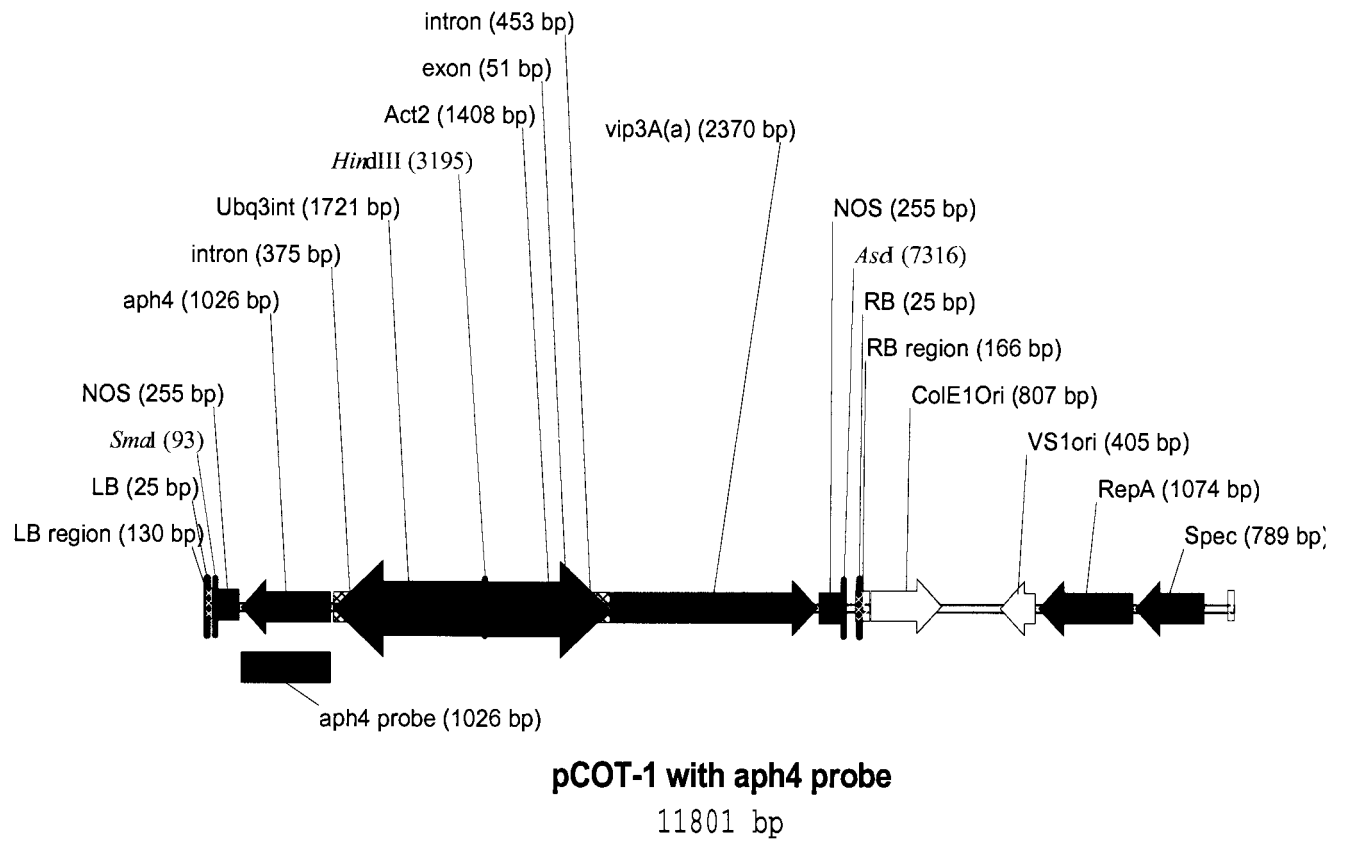 intron (453 bp)
exon (51 bp)
Act2 (1408 bp)
vip3A(a) (2370 bp)
HindIII (3195)
Ubq3int (1721 bp)
NOS (255 bp)
intron (375 bp)
AscI (7316)
aph4 (1026 bp)
RB (25 bp)
RB region (166 bp)
NOS (255 bp)
ColE1Ori (807 bp)
SmaI (93)
VS1ori (405 bp)
LB (25 bp)
RepA (1074 bp)
LB region (130 bp)
Spec (789 bp)
aph4 probe (1026 bp)
pCOT-1 with aph4 probe
11801 bp